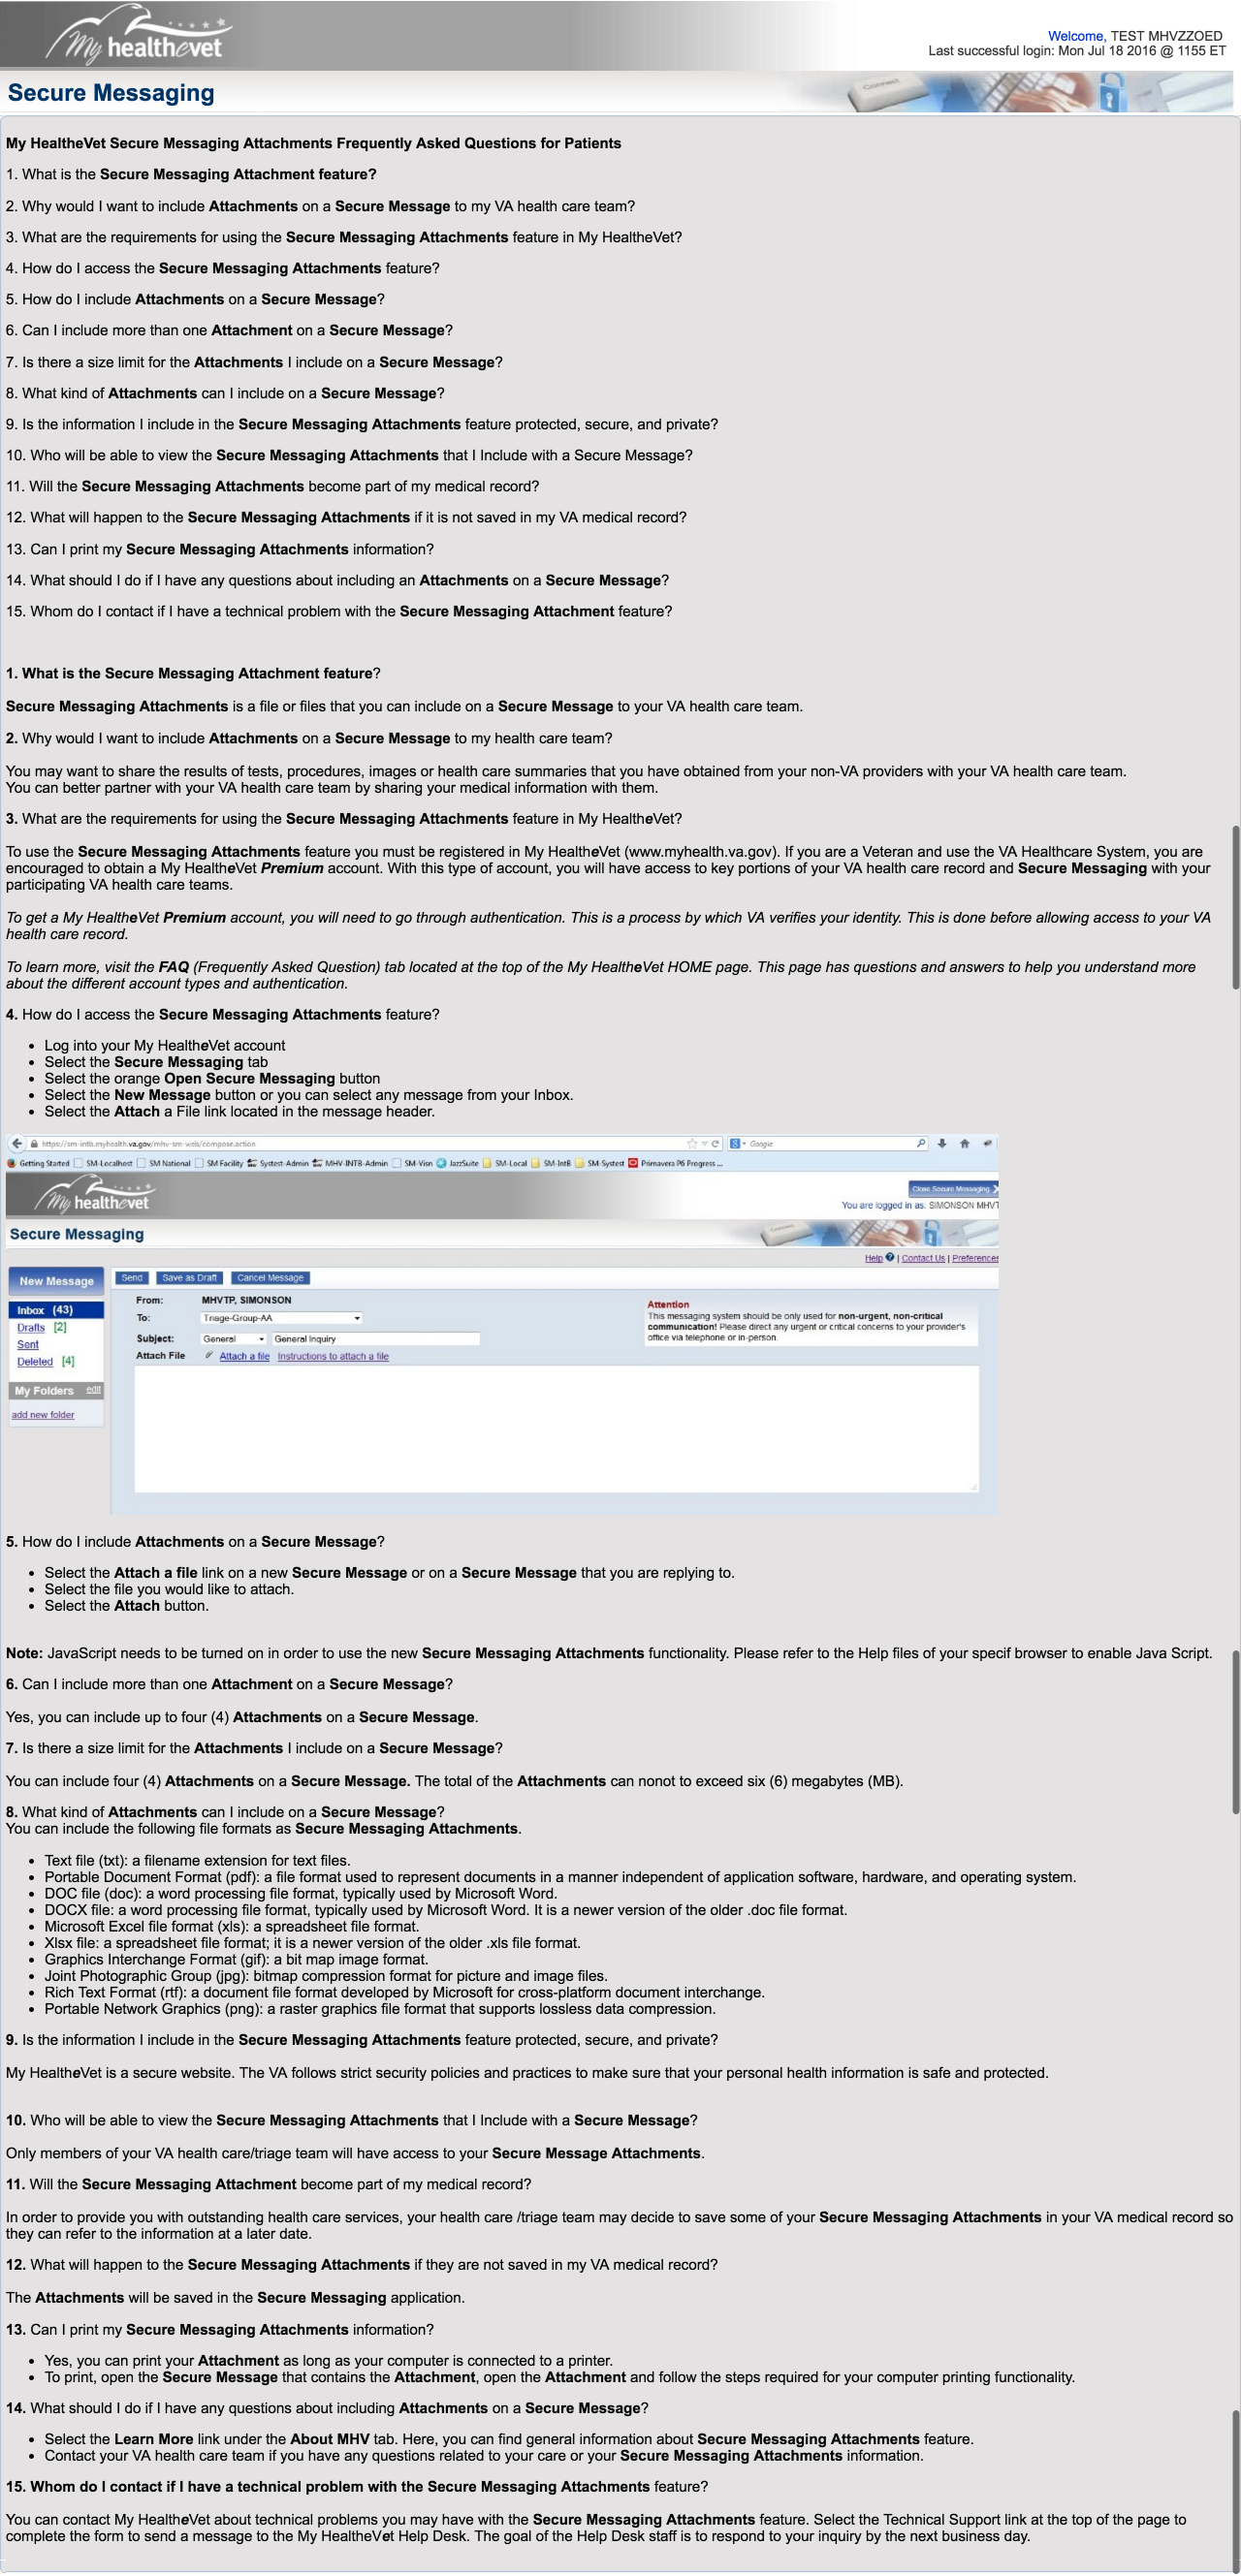 My healthevet
Welcome, TEST MHVZZOED
Last successful login: Mon Jul 18 2016 @ 1155 ET
Secure Messaging
My HealtheVet Secure Messaging Attachments Frequently Asked Questions for Patients
1. What is the Secure Messaging Attachment feature?
2. Why would I want to include Attachments on a Secure Message to my VA health care team?
3. What are the requirements for using the Secure Messaging Attachments feature in My HealtheVet?
4. How do I access the Secure Messaging Attachments feature?
5. How do I include Attachments on a Secure Message?
6. Can I include more than one Attachment on a Secure Message?
7. Is there a size limit for the Attachments I include on a Secure Message?
8. What kind of Attachments can I include on a Secure Message?
9. Is the information I include in the Secure Messaging Attachments feature protected, secure, and private?
10. Who will be able to view the Secure Messaging Attachments that I Include with a Secure Message?
11. Will the Secure Messaging Attachments become part of my medical record?
12. What will happen to the Secure Messaging Attachments if it is not saved in my VA medical record?
13. Can I print my Secure Messaging Attachments information?
14. What should I do if I have any questions about including an Attachments on a Secure Message?
15. Whom do I contact if I have a technical problem with the Secure Messaging Attachment feature?
1. What is the Secure Messaging Attachment feature?
Secure Messaging Attachments is a file or files that you can include on a Secure Message to your VA health care team.
2. Why would I want to include Attachments on a Secure Message to my health care team?
You may want to share the results of tests, procedures, images or health care summaries that you have obtained from your non-VA providers with your VA health care team.
You can better partner with your VA health care team by sharing your medical information with them.
3. What are the requirements for using the Secure Messaging Attachments feature in My HealtheVet?
To use the Secure Messaging Attachments feature you must be registered in My HealtheVet (www.myhealth.va.gov). If you are a Veteran and use the VA Healthcare System, you are
encouraged to obtain a My HealtheVet Premium account. With this type of account, you will have access to key portions of your VA health care record and Secure Messaging with your
participating VA health care teams.
To get a My HealtheVet Premium account, you will need to go through authentication. This is a process by which VA verifies your identity. This is done before allowing access to your VA
health care record.
To learn more, visit the FAQ (Frequently Asked Question) tab located at the top of the My HealtheVet HOME page. This page has questions and answers to help you understand more
about the different account types and authentication.
4. How do I access the Secure Messaging Attachments feature?
• Log into your My HealtheVet account
• Select the Secure Messaging tab
• Select the orange Open Secure Messaging button
• Select the New Message button or you can select any message from your Inbox.
• Select the Attach a File link located in the message header.
https://sm-intb.myhealth.va.gov/mhv-sm-web/compose.action
Google
Getting Started SM-Localhost SM National SM Facility Systest-Admin MHV-INTB-Admin SM-Visn JazzSuite SM-Local SM-IntB SM-Systest Primavera P6 Progress ...
My healthevet
Close Secure Messaging X
You are logged in as: SIMONSON MHVT
Secure Messaging
Help | Contact Us | Preferences
New Message
Send Save as Draft Cancel Message
Inbox (43)
Drafts [2]
Sent
Deleted [4]
My Folders edit
add new folder
From: MHVTP, SIMONSON
To: Triage-Group-AA
Subject: General General Inquiry
Attach File Attach a file Instructions to attach a file
Attention
This messaging system should be only used for non-urgent, non-critical
communication! Please direct any urgent or critical concerns to your provider's
office via telephone or in-person.
5. How do I include Attachments on a Secure Message?
• Select the Attach a file link on a new Secure Message or on a Secure Message that you are replying to.
• Select the file you would like to attach.
• Select the Attach button.
Note: JavaScript needs to be turned on in order to use the new Secure Messaging Attachments functionality. Please refer to the Help files of your specif browser to enable Java Script.
6. Can I include more than one Attachment on a Secure Message?
Yes, you can include up to four (4) Attachments on a Secure Message.
7. Is there a size limit for the Attachments I include on a Secure Message?
You can include four (4) Attachments on a Secure Message. The total of the Attachments can nonot to exceed six (6) megabytes (MB).
8. What kind of Attachments can I include on a Secure Message?
You can include the following file formats as Secure Messaging Attachments.
• Text file (txt): a filename extension for text files.
• Portable Document Format (pdf): a file format used to represent documents in a manner independent of application software, hardware, and operating system.
• DOC file (doc): a word processing file format, typically used by Microsoft Word.
• DOCX file: a word processing file format, typically used by Microsoft Word. It is a newer version of the older .doc file format.
• Microsoft Excel file format (xls): a spreadsheet file format.
• Xlsx file: a spreadsheet file format; it is a newer version of the older .xls file format.
• Graphics Interchange Format (gif): a bit map image format.
• Joint Photographic Group (jpg): bitmap compression format for picture and image files.
• Rich Text Format (rtf): a document file format developed by Microsoft for cross-platform document interchange.
• Portable Network Graphics (png): a raster graphics file format that supports lossless data compression.
9. Is the information I include in the Secure Messaging Attachments feature protected, secure, and private?
My HealtheVet is a secure website. The VA follows strict security policies and practices to make sure that your personal health information is safe and protected.
10. Who will be able to view the Secure Messaging Attachments that I Include with a Secure Message?
Only members of your VA health care/triage team will have access to your Secure Message Attachments.
11. Will the Secure Messaging Attachment become part of my medical record?
In order to provide you with outstanding health care services, your health care /triage team may decide to save some of your Secure Messaging Attachments in your VA medical record so
they can refer to the information at a later date.
12. What will happen to the Secure Messaging Attachments if they are not saved in my VA medical record?
The Attachments will be saved in the Secure Messaging application.
13. Can I print my Secure Messaging Attachments information?
• Yes, you can print your Attachment as long as your computer is connected to a printer.
• To print, open the Secure Message that contains the Attachment, open the Attachment and follow the steps required for your computer printing functionality.
14. What should I do if I have any questions about including Attachments on a Secure Message?
• Select the Learn More link under the About MHV tab. Here, you can find general information about Secure Messaging Attachments feature.
• Contact your VA health care team if you have any questions related to your care or your Secure Messaging Attachments information.
15. Whom do I contact if I have a technical problem with the Secure Messaging Attachments feature?
You can contact My HealtheVet about technical problems you may have with the Secure Messaging Attachments feature. Select the Technical Support link at the top of the page to
complete the form to send a message to the My HealtheVet Help Desk. The goal of the Help Desk staff is to respond to your inquiry by the next business day.